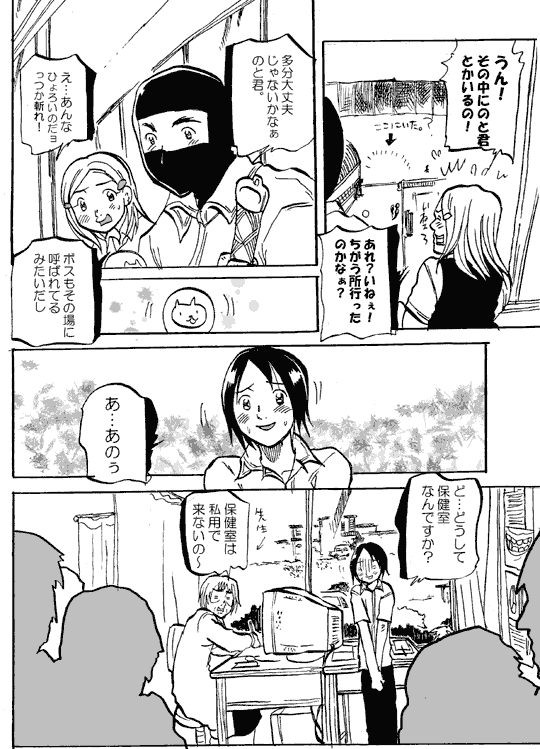 うん！
その中にのと君
とかいるの！
ここにいた。
いねぇぞ
あれ？いねぇ！
ちがう所行った
のかなぁ？
多分大丈夫
じゃないかなぁ
のと君。
え…あんな
ひょろいのだョ
っつか斬れ！
ボスもその場に
呼ばれてる
みたいだし
あ…あのぅ
ど…どうして
保健室
なんですか？
先生
保健室は
私用で
来ないの～